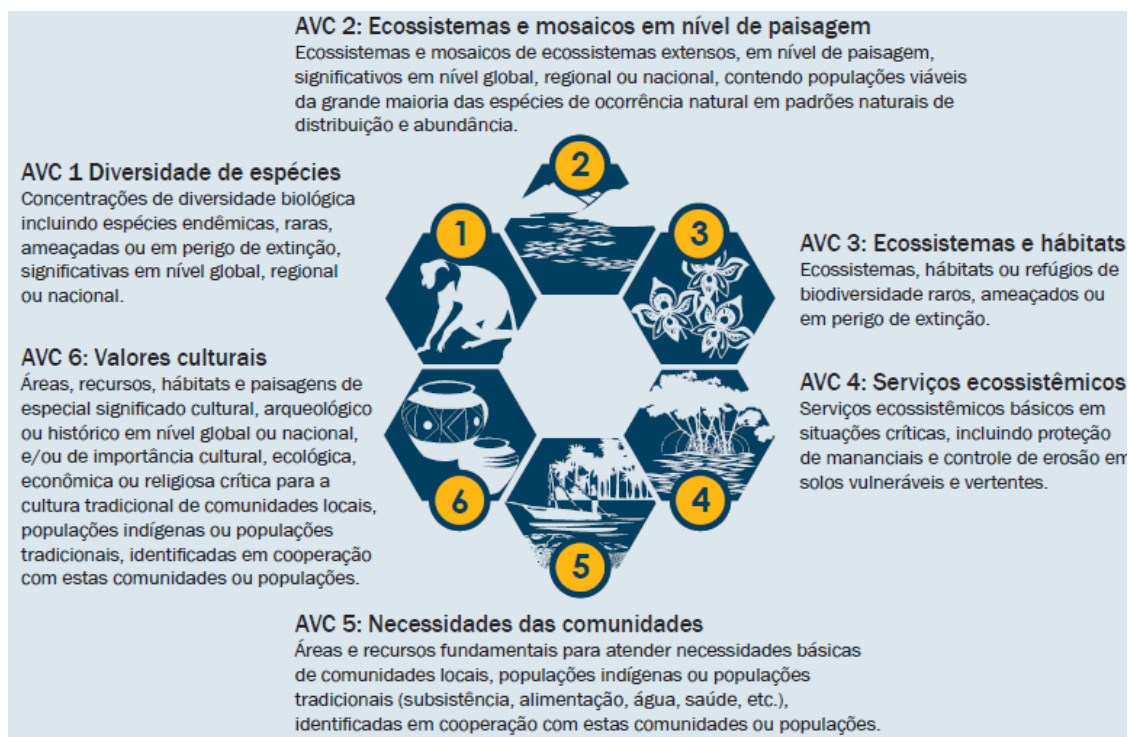 AVC 2: Ecossistemas e mosaicos em nível de paisagem
Ecossistemas e mosaicos de ecossistemas extensos, em nível de paisagem,
significativos em nível global, regional ou nacional, contendo populações viáveis
da grande maioria das espécies de ocorrência natural em padrões naturais de
distribuição e abundância.
AVC 1 Diversidade de espécies
Concentrações de diversidade biológica
incluindo espécies endêmicas, raras,
ameaçadas ou em perigo de extinção,
significativas em nível global, regional
ou nacional.
2
1
3
AVC 3: Ecossistemas e hábitats
Ecossistemas, hábitats ou refúgios de
biodiversidade raros, ameaçados ou
em perigo de extinção.
AVC 6: Valores culturais
Áreas, recursos, hábitats e paisagens de
especial significado cultural, arqueológico
ou histórico em nível global ou nacional,
e/ou de importância cultural, ecológica,
econômica ou religiosa crítica para a
cultura tradicional de comunidades locais,
populações indígenas ou populações
tradicionais, identificadas em cooperação
com estas comunidades ou populações.
6
5
4
AVC 4: Serviços ecossistêmicos
Serviços ecossistêmicos básicos em
situações críticas, incluindo proteção
de mananciais e controle de erosão em
solos vulneráveis e vertentes.
AVC 5: Necessidades das comunidades
Áreas e recursos fundamentais para atender necessidades básicas
de comunidades locais, populações indígenas ou populações
tradicionais (subsistência, alimentação, água, saúde, etc.),
identificadas em cooperação com estas comunidades ou populações.